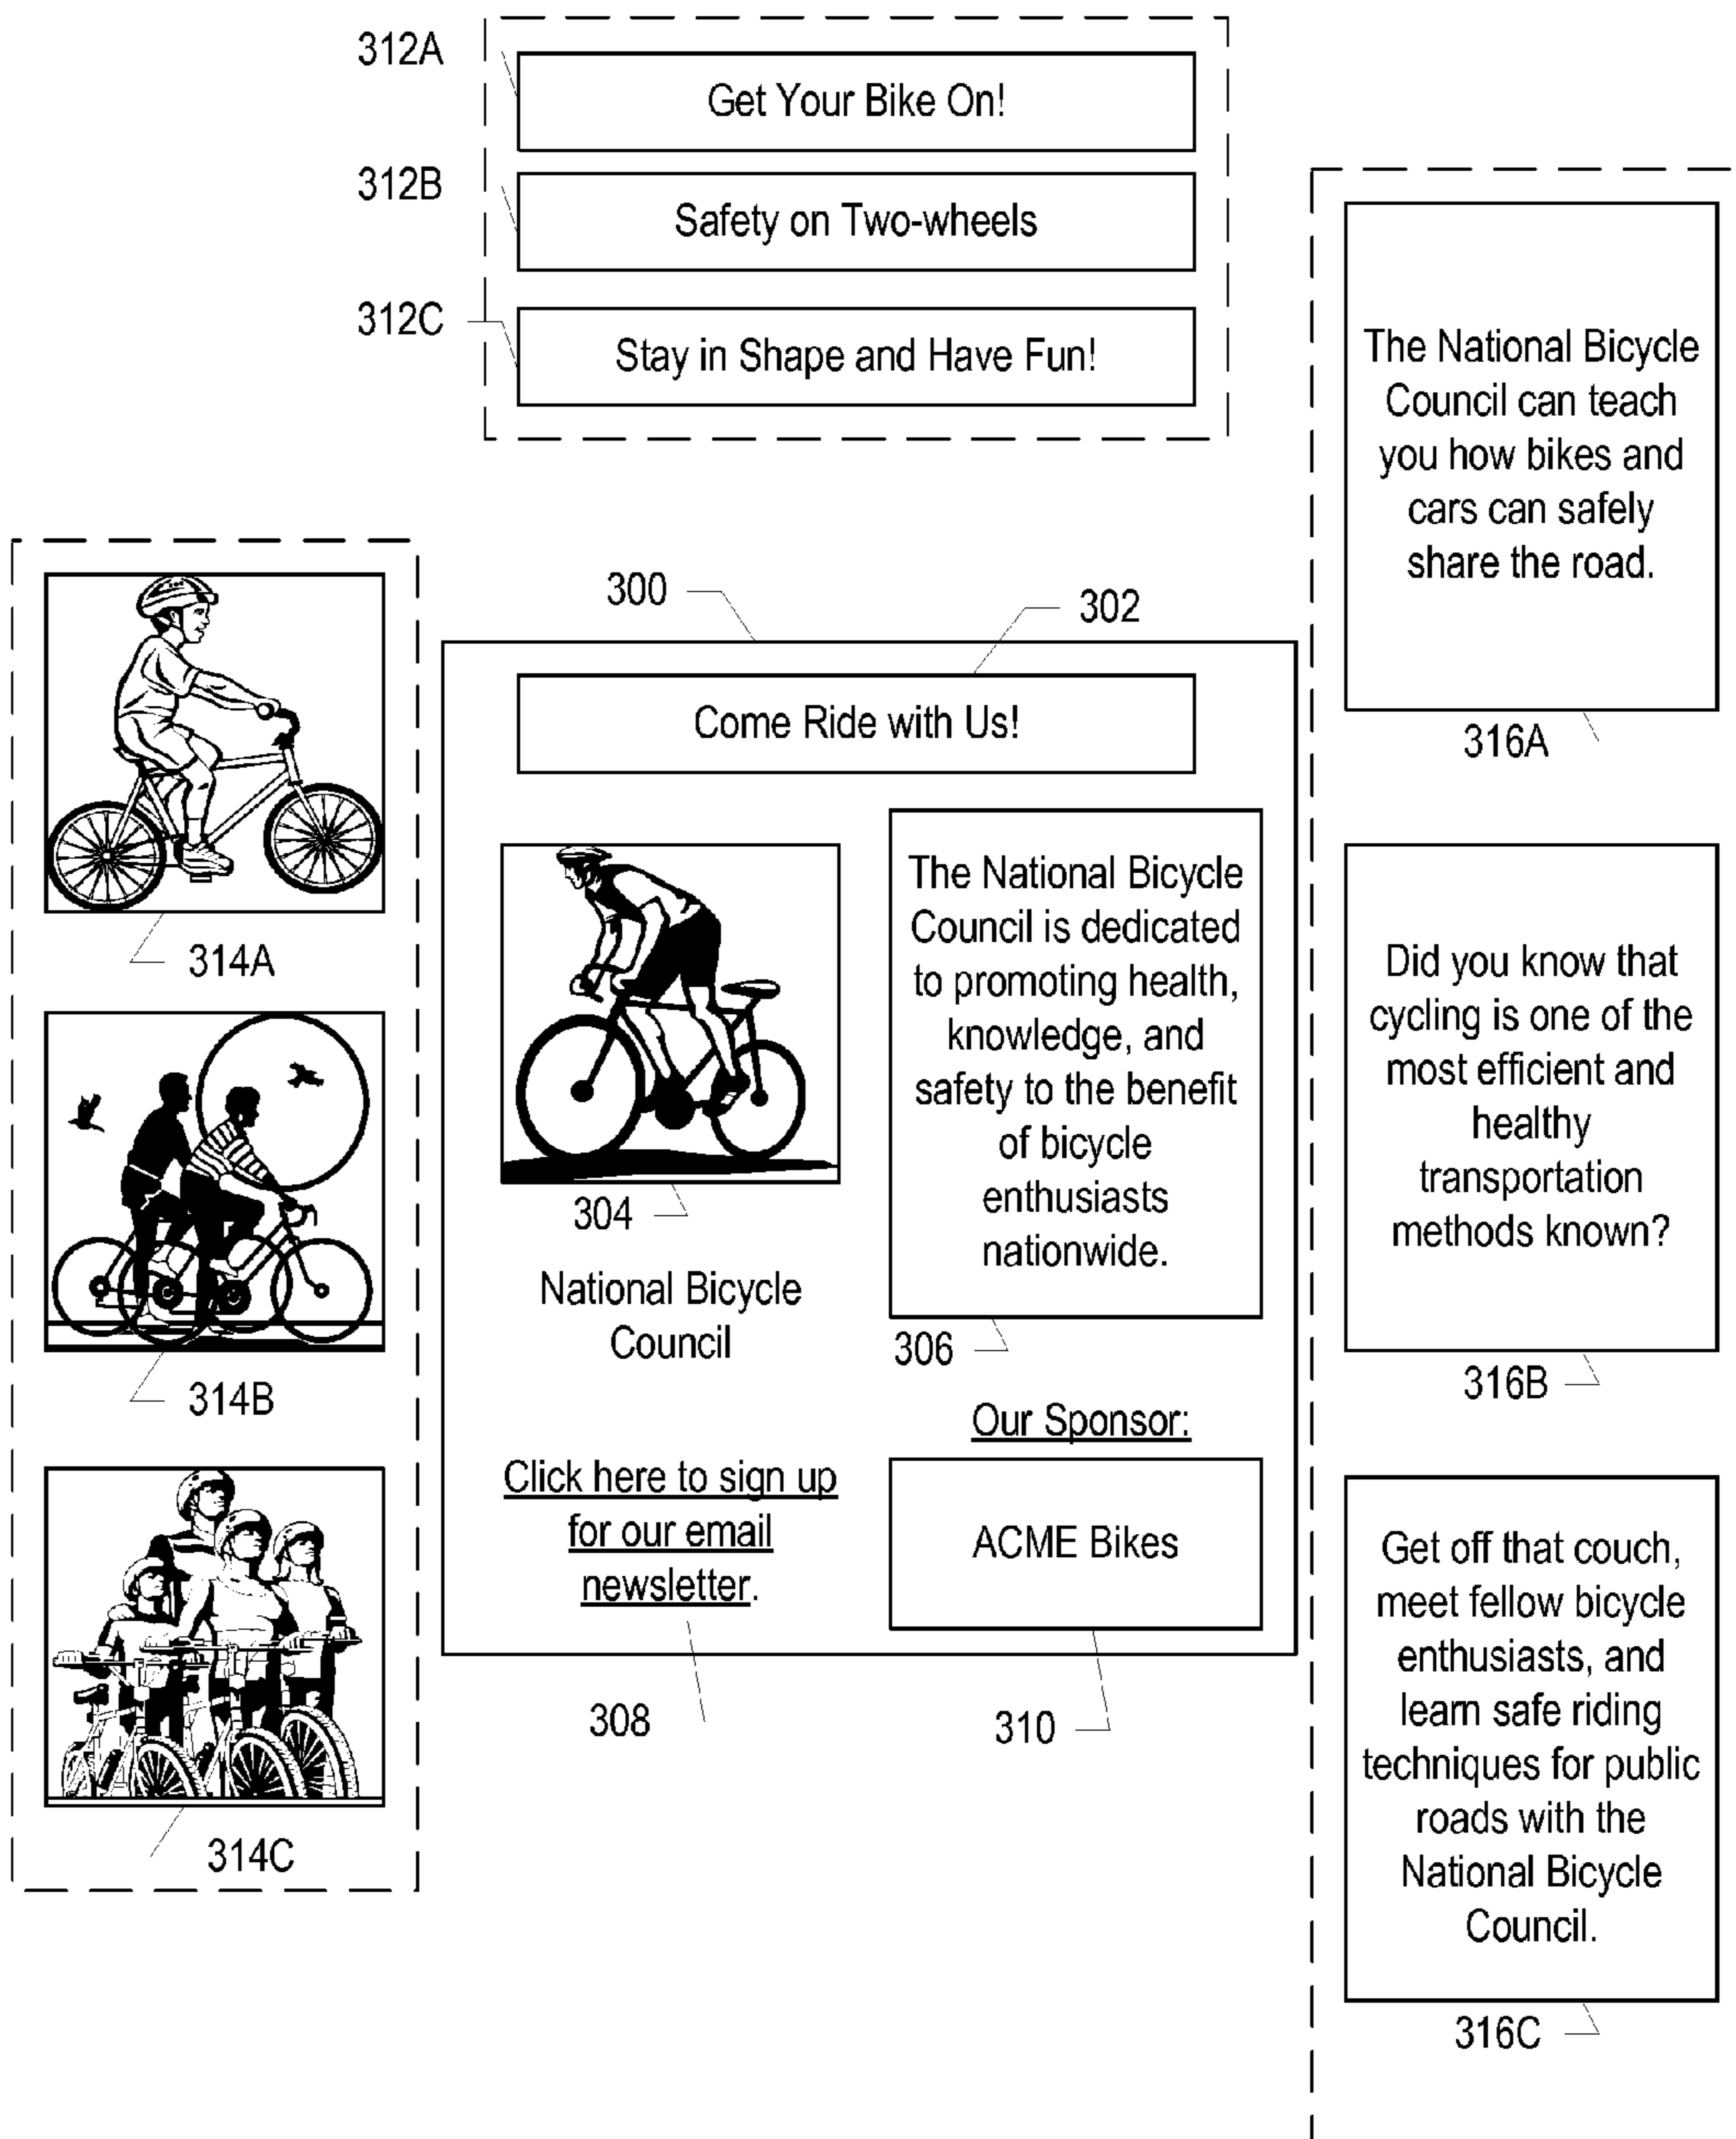 312A
Get Your Bike On!
312B
Safety on Two-wheels
312C
Stay in Shape and Have Fun!
The National Bicycle
Council can teach
you how bikes and
cars can safely
share the road.
316A
300
302
Come Ride with Us!
314A
The National Bicycle
Council is dedicated
to promoting health,
knowledge, and
safety to the benefit
of bicycle
enthusiasts
nationwide.
304
National Bicycle
Council
306
Did you know that
cycling is one of the
most efficient and
healthy
transportation
methods known?
316B
314B
Our Sponsor:
Click here to sign up
for our email
newsletter.
ACME Bikes
308
310
314C
Get off that couch,
meet fellow bicycle
enthusiasts, and
learn safe riding
techniques for public
roads with the
National Bicycle
Council.
316C